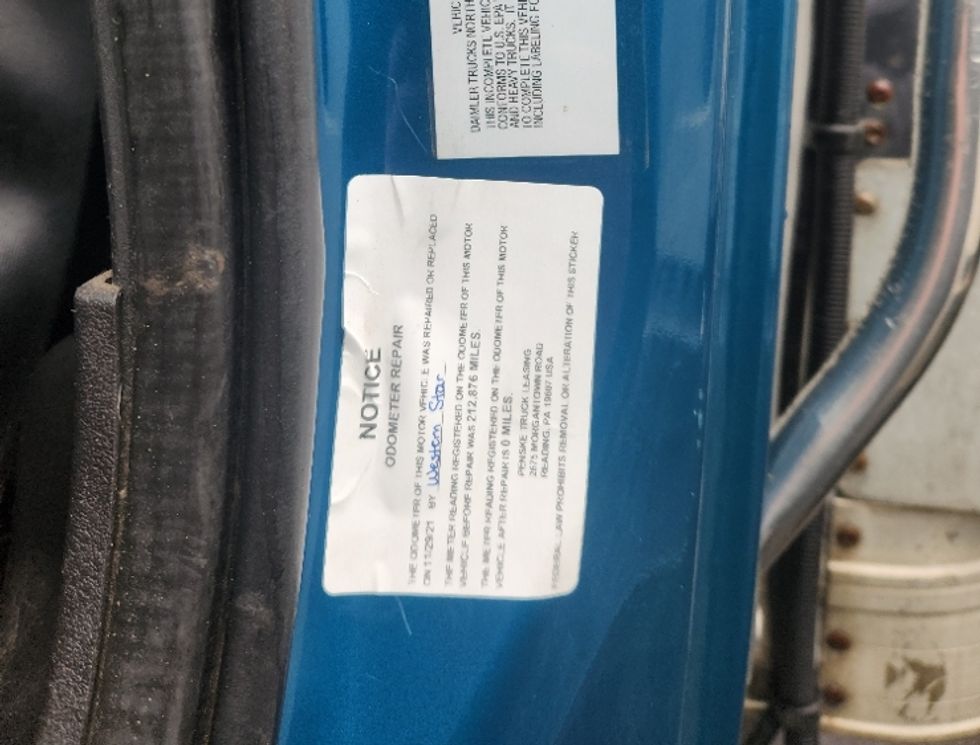 VEHIC
DAIMLER TRUCKS NORTH
THIS INCOMPLETE VEHIC
CONFORMS TO U.S. EPA
AND HEAVY TRUCKS. IT
TO COMPLETE THIS VEHI
INCLUDING LABELING FO
NOTICE
ODOMETER REPAIR
THE ODOMETER OF THIS MOTOR VEHICLE WAS REPAIRED OR REPLACED
ON 11/29/21 BY Western Star
THE METER READING REGISTERED ON THE ODOMETER OF THIS MOTOR
VEHICLE BEFORE REPAIR WAS 212,876 MILES.
THE METER READING REGISTERED ON THE ODOMETER OF THIS MOTOR
VEHICLE AFTER REPAIR IS 0 MILES.
PENSKE TRUCK LEASING
2675 MORGANTOWN ROAD
READING, PA 19607 USA
FEDERAL LAW PROHIBITS REMOVAL OR ALTERATION OF THIS STICKER